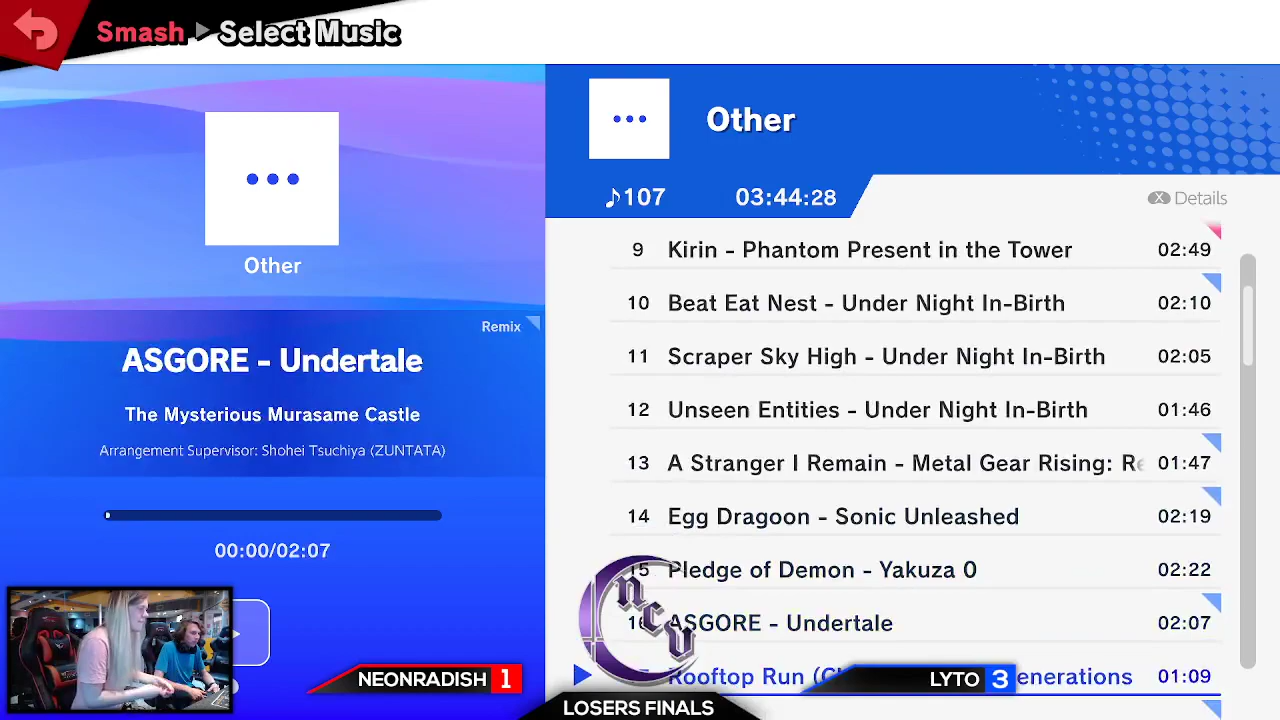 Smash ▶ Select Music
Other
Remix
ASGORE - Undertale
The Mysterious Murasame Castle
Arrangement Supervisor: Shohei Tsuchiya (ZUNTATA)
00:00/02:07
Other
♪107 03:44:28
X Details
9 Kirin - Phantom Present in the Tower 02:49
10 Beat Eat Nest - Under Night In-Birth 02:10
11 Scraper Sky High - Under Night In-Birth 02:05
12 Unseen Entities - Under Night In-Birth 01:46
13 A Stranger I Remain - Metal Gear Rising: Re 01:47
14 Egg Dragoon - Sonic Unleashed 02:19
15 Pledge of Demon - Yakuza 0 02:22
ASGORE - Undertale 02:07
Rooftop Run enerations 01:09
ncv
NEONRADISH 1
LYTO 3
LOSERS FINALS